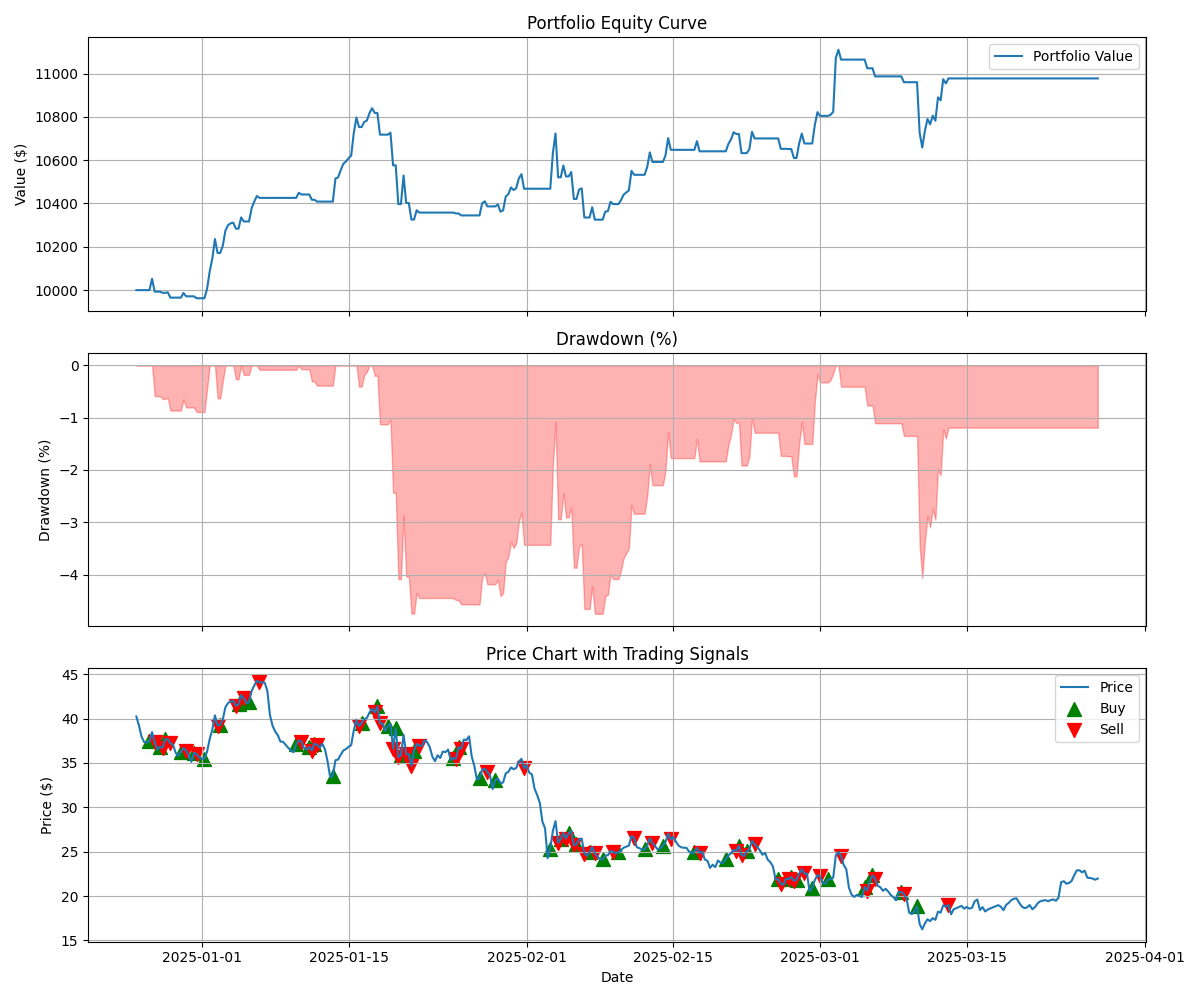 Portfolio Equity Curve
Value ($)
11000
10800
10600
10400
10200
10000
Portfolio Value
Drawdown (%)
Drawdown (%)
0
−1
−2
−3
−4
Price Chart with Trading Signals
Price ($)
45
40
35
30
25
20
15
Price
Buy
Sell
2025-01-01
2025-01-15
2025-02-01
2025-02-15
2025-03-01
2025-03-15
2025-04-01
Date